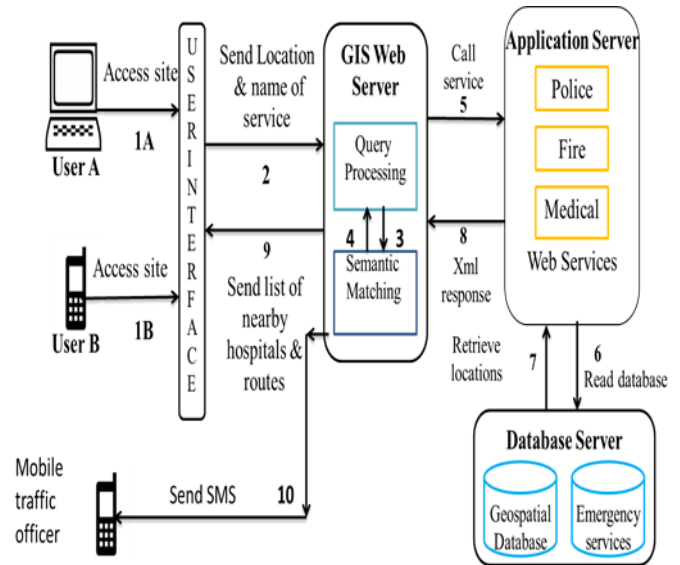 Access site
1A
User A
Access site
1B
User B
U
S
E
R
I
N
T
E
R
F
A
C
E
Send Location
& name of
service
2
9
Send list of
nearby
hospitals &
routes
GIS Web
Server
Query
Processing
4
3
Semantic
Matching
Call
service
5
8
Xml
response
Application Server
Police
Fire
Medical
Web Services
Retrieve
locations
7
6
Read database
Database Server
Geospatial
Database
Emergency
services
Mobile
traffic
officer
Send SMS
10